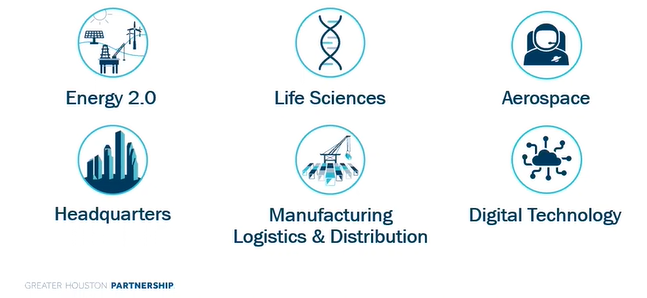 Energy 2.0
Life Sciences
Aerospace
Headquarters
Manufacturing
Logistics & Distribution
Digital Technology
GREATER HOUSTON PARTNERSHIP